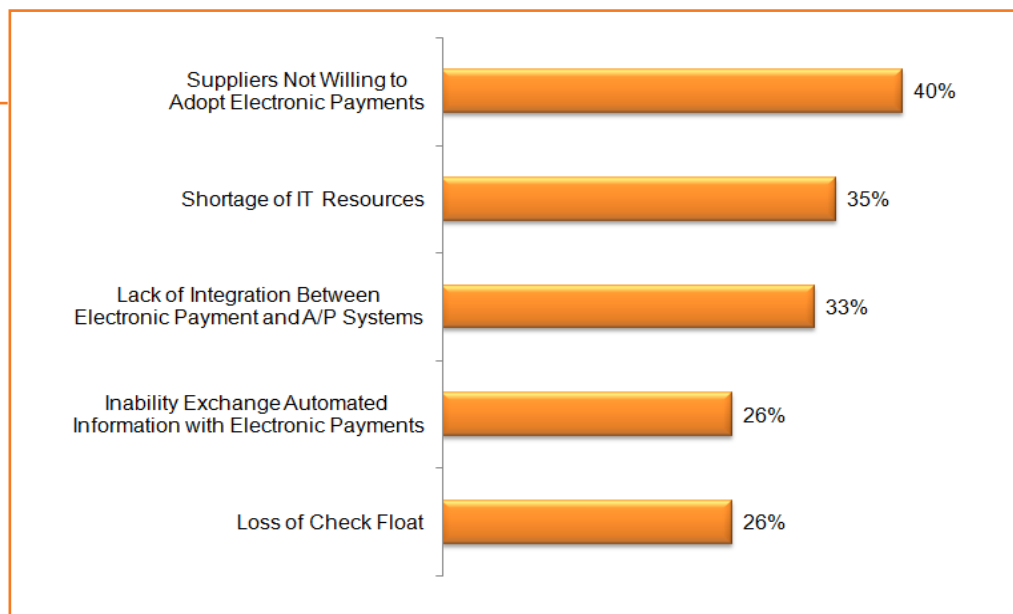 Suppliers Not Willing to
Adopt Electronic Payments
40%
Shortage of IT Resources
35%
Lack of Integration Between
Electronic Payment and A/P Systems
33%
Inability Exchange Automated
Information with Electronic Payments
26%
Loss of Check Float
26%